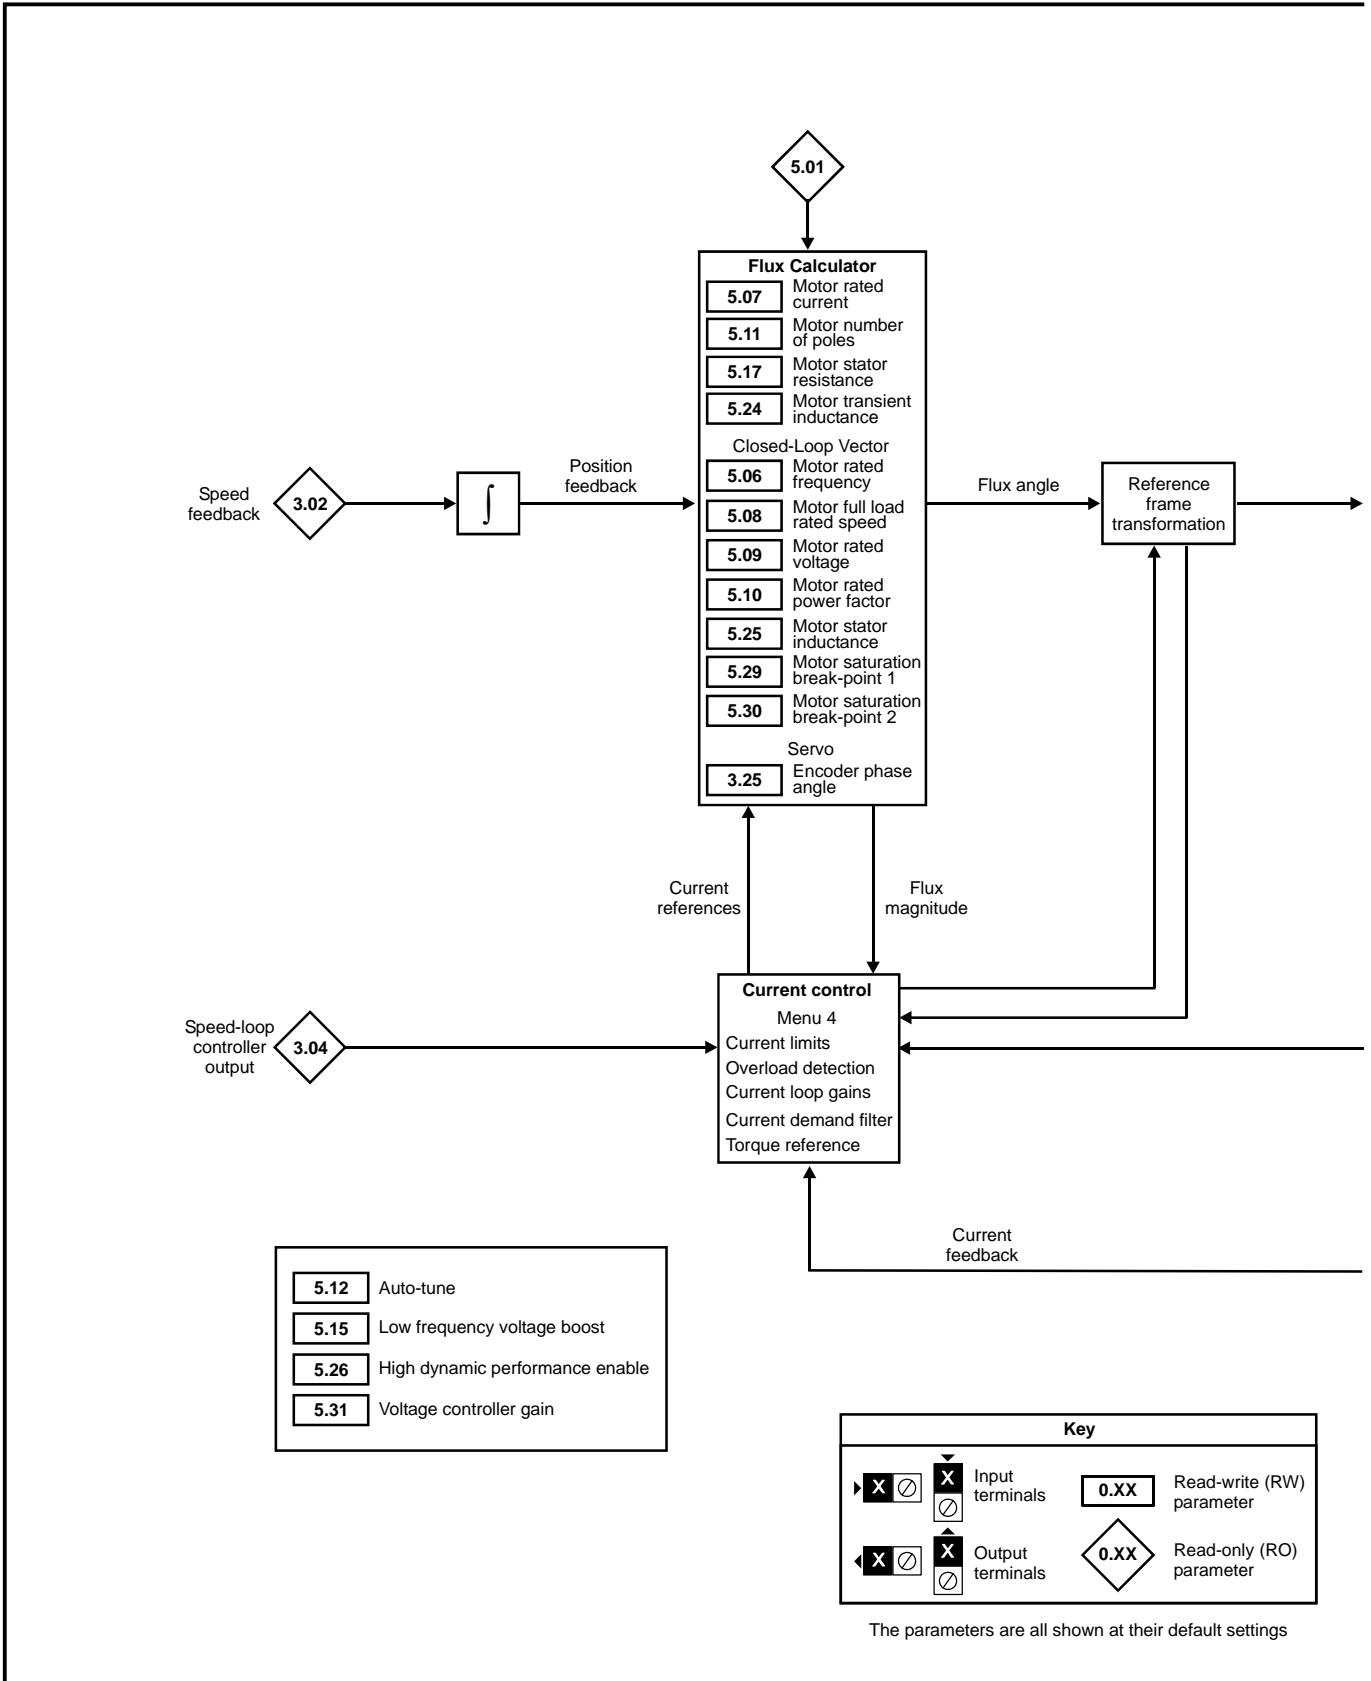 5.01
Flux Calculator
5.07 Motor rated
current
5.11 Motor number
of poles
5.17 Motor stator
resistance
5.24 Motor transient
inductance
Closed-Loop Vector
5.06 Motor rated
frequency
5.08 Motor full load
rated speed
5.09 Motor rated
voltage
5.10 Motor rated
power factor
5.25 Motor stator
inductance
5.29 Motor saturation
break-point 1
5.30 Motor saturation
break-point 2
Servo
3.25 Encoder phase
angle
Speed
feedback
3.02
∫
Position
feedback
Flux angle
Reference
frame
transformation
Current
references
Flux
magnitude
Speed-loop
controller
output
3.04
Current control
Menu 4
Current limits
Overload detection
Current loop gains
Current demand filter
Torque reference
Current
feedback
5.12 Auto-tune
5.15 Low frequency voltage boost
5.26 High dynamic performance enable
5.31 Voltage controller gain
Key
X X Input
terminals
0.XX Read-write (RW)
parameter
X X Output
terminals
0.XX Read-only (RO)
parameter
The parameters are all shown at their default settings